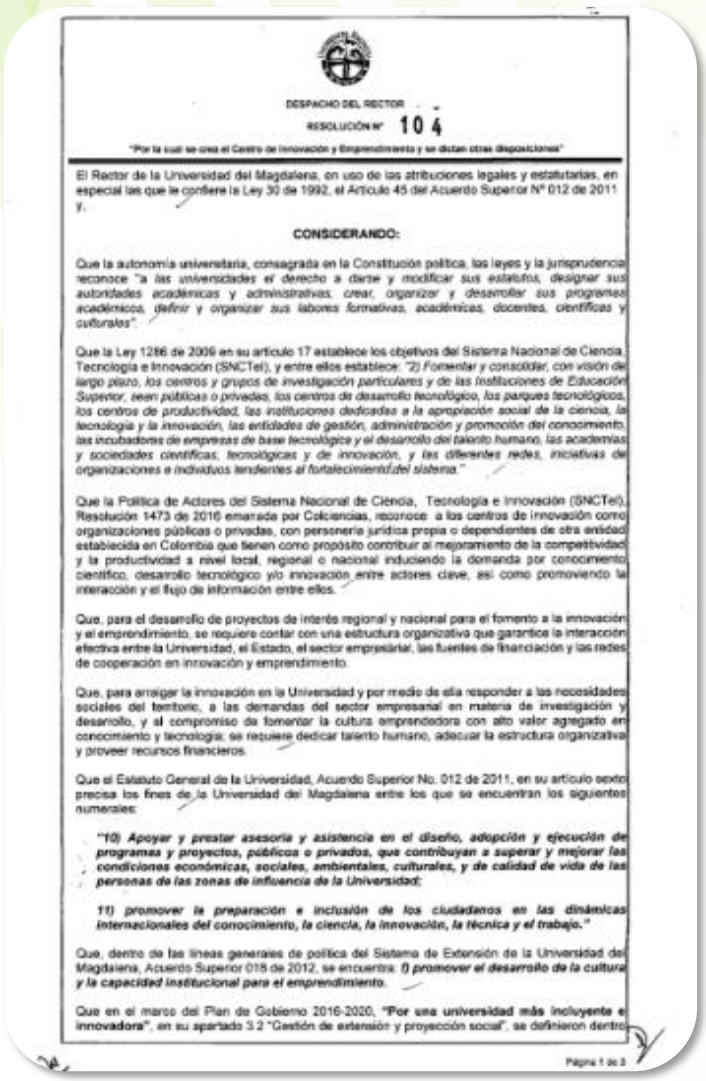 DESPACHO DEL RECTOR
RESOLUCIÓN Nº 104
"Por la cual se crea el Centro de Innovación y Emprendimiento y se dictan otras disposiciones"
El Rector de la Universidad del Magdalena, en uso de las atribuciones legales y estatutarias, en
especial las que le confiere la Ley 30 de 1992, el Artículo 45 del Acuerdo Superior Nº 012 de 2011
y,
CONSIDERANDO:
Que la autonomía universitaria, consagrada en la Constitución política, las leyes y la jurisprudencia
reconoce "a las universidades el derecho a darse y modificar sus estatutos, designar sus
autoridades académicas y administrativas, crear, organizar y desarrollar sus programas
académicos, definir y organizar sus labores formativas, académicas, docentes, científicas y
culturales".
Que la Ley 1286 de 2009 en su artículo 17 establece los objetivos del Sistema Nacional de Ciencia,
Tecnología e Innovación (SNCTeI), y entre ellos establece: "2) Fomentar y consolidar, con visión de
largo plazo, los centros y grupos de investigación particulares y de las Instituciones de Educación
Superior, sean públicas o privadas, los centros de desarrollo tecnológico, los parques tecnológicos,
los centros de productividad, las instituciones dedicadas a la apropiación social de la ciencia, la
tecnología y la innovación, las entidades de gestión, administración y promoción del conocimiento,
las incubadoras de empresas de base tecnológica y el desarrollo del talento humano, las academias
y sociedades científicas, tecnológicas y de innovación, y las diferentes redes, iniciativas de
organizaciones e individuos tendientes al fortalecimiento del sistema."
Que la Política de Actores del Sistema Nacional de Ciencia, Tecnología e Innovación (SNCTeI),
Resolución 1473 de 2016 emanada por Colciencias, reconoce a los centros de innovación como
organizaciones públicas o privadas, con personería jurídica propia o dependientes de otra entidad
establecida en Colombia que tienen como propósito contribuir al mejoramiento de la competitividad
y la productividad a nivel local, regional o nacional induciendo la demanda por conocimiento
científico, desarrollo tecnológico y/o innovación entre actores clave, así como promoviendo la
interacción y el flujo de información entre ellos.
Que, para el desarrollo de proyectos de interés regional y nacional para el fomento a la innovación
y el emprendimiento, se requiere contar con una estructura organizativa que garantice la interacción
efectiva entre la Universidad, el Estado, el sector empresarial, las fuentes de financiación y las redes
de cooperación en innovación y emprendimiento.
Que, para arraigar la innovación en la Universidad y por medio de ella responder a las necesidades
sociales del territorio, a las demandas del sector empresarial en materia de investigación y
desarrollo, y al compromiso de fomentar la cultura emprendedora con alto valor agregado en
conocimiento y tecnología; se requiere dedicar talento humano, adecuar la estructura organizativa
y proveer recursos financieros.
Que el Estatuto General de la Universidad, Acuerdo Superior No. 012 de 2011, en su artículo sexto
precisa los fines de la Universidad del Magdalena entre los que se encuentran los siguientes
numerales:
"10) Apoyar y prestar asesoría y asistencia en el diseño, adopción y ejecución de
programas y proyectos, públicos o privados, que contribuyan a superar y mejorar las
condiciones económicas, sociales, ambientales, culturales, y de calidad de vida de las
personas de las zonas de influencia de la Universidad;
11) promover la preparación e inclusión de los ciudadanos en las dinámicas
internacionales del conocimiento, la ciencia, la innovación, la técnica y el trabajo."
Que, dentro de las líneas generales de política del Sistema de Extensión de la Universidad del
Magdalena, Acuerdo Superior 018 de 2012, se encuentra: f) promover el desarrollo de la cultura
y la capacidad institucional para el emprendimiento.
Que en el marco del Plan de Gobierno 2016-2020, "Por una universidad más incluyente e
innovadora", en su apartado 3.2 "Gestión de extensión y proyección social", se definieron dentro
Página 1 de 3